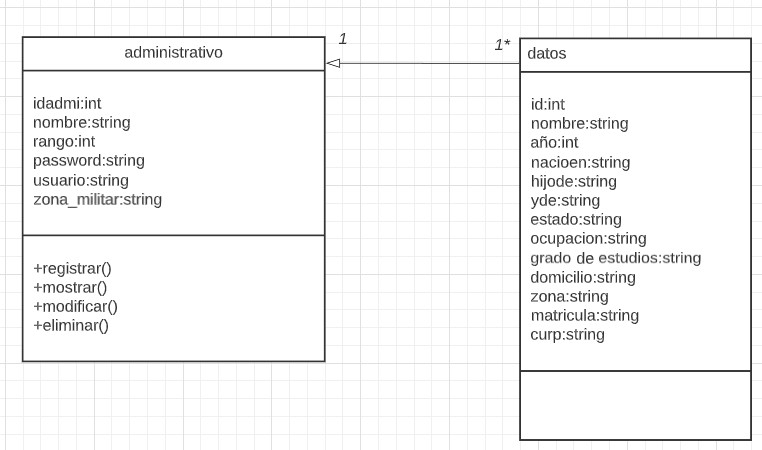 administrativo
idadmi:int
nombre:string
rango:int
password:string
usuario:string
zona_militar:string
+registrar()
+mostrar()
+modificar()
+eliminar()
1
1*
datos
id:int
nombre:string
año:int
nacioen:string
hijode:string
yde:string
estado:string
ocupacion:string
grado de estudios:string
domicilio:string
zona:string
matricula:string
curp:string